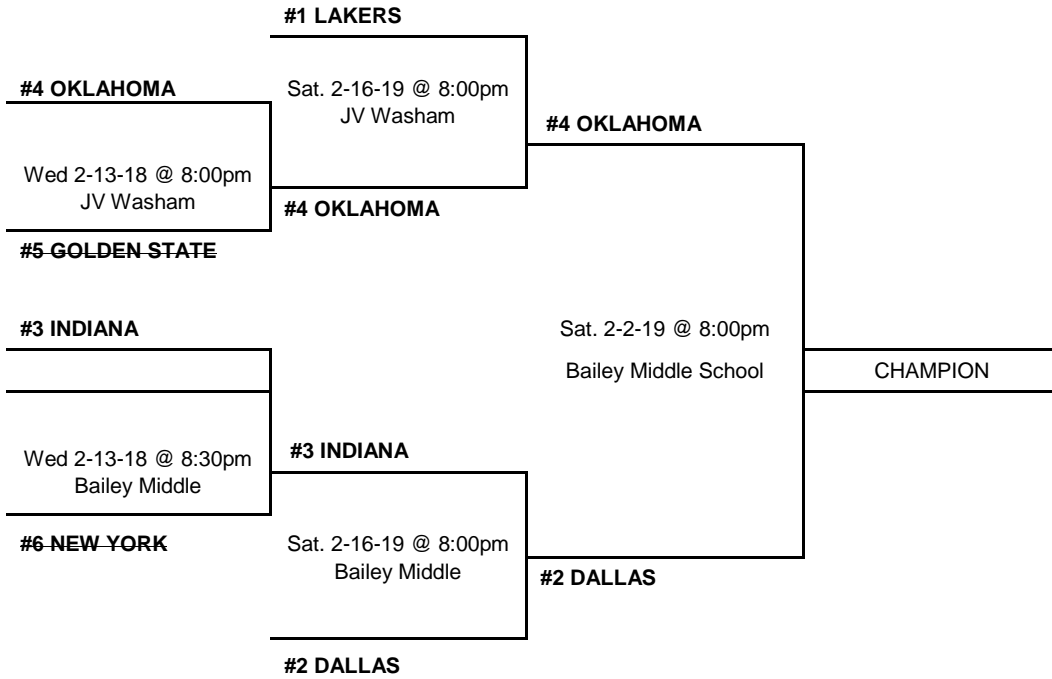 #1 LAKERS
#4 OKLAHOMA
Sat. 2-16-19 @ 8:00pm
JV Washam
#4 OKLAHOMA
Wed 2-13-18 @ 8:00pm
JV Washam
#4 OKLAHOMA
#5 GOLDEN STATE
#3 INDIANA
Sat. 2-2-19 @ 8:00pm
Bailey Middle School
CHAMPION
#3 INDIANA
Wed 2-13-18 @ 8:30pm
Bailey Middle
#6 NEW YORK
Sat. 2-16-19 @ 8:00pm
Bailey Middle
#2 DALLAS
#2 DALLAS